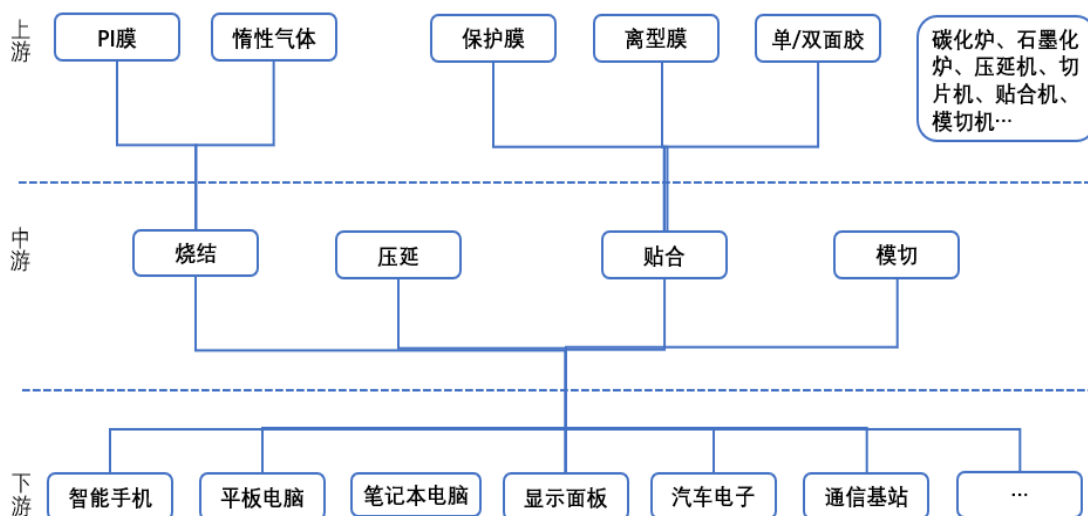 上游
PI膜
惰性气体
保护膜
离型膜
单/双面胶
碳化炉、石墨化
炉、压延机、切
片机、贴合机、
模切机…
中游
烧结
压延
贴合
模切
下游
智能手机
平板电脑
笔记本电脑
显示面板
汽车电子
通信基站
…